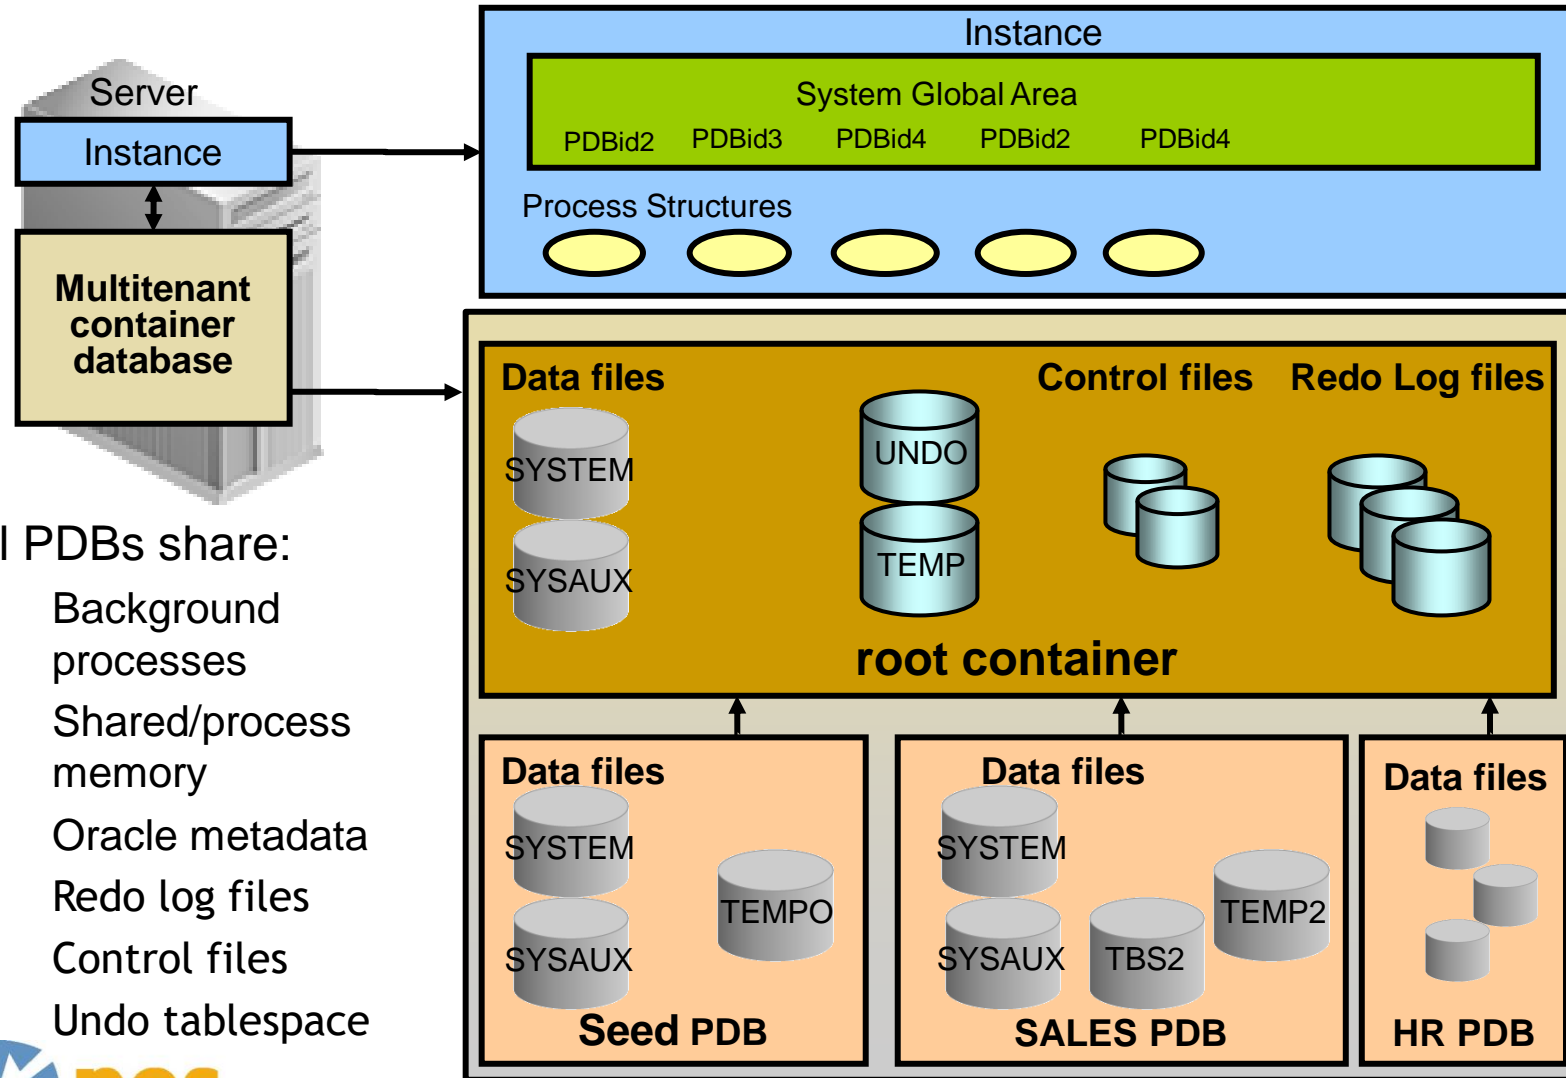 Server
Instance
Multitenant
container
database
Instance
System Global Area
PDBid2 PDBid3 PDBid4 PDBid2 PDBid4
Process Structures
Data files
Control files
Redo Log files
SYSTEM
SYSAUX
UNDO
TEMP
root container
Data files
SYSTEM
SYSAUX
TEMPO
Seed PDB
Data files
SYSTEM
SYSAUX
TBS2
TEMP2
SALES PDB
Data files
HR PDB
l PDBs share:
Background
processes
Shared/process
memory
Oracle metadata
Redo log files
Control files
Undo tablespace